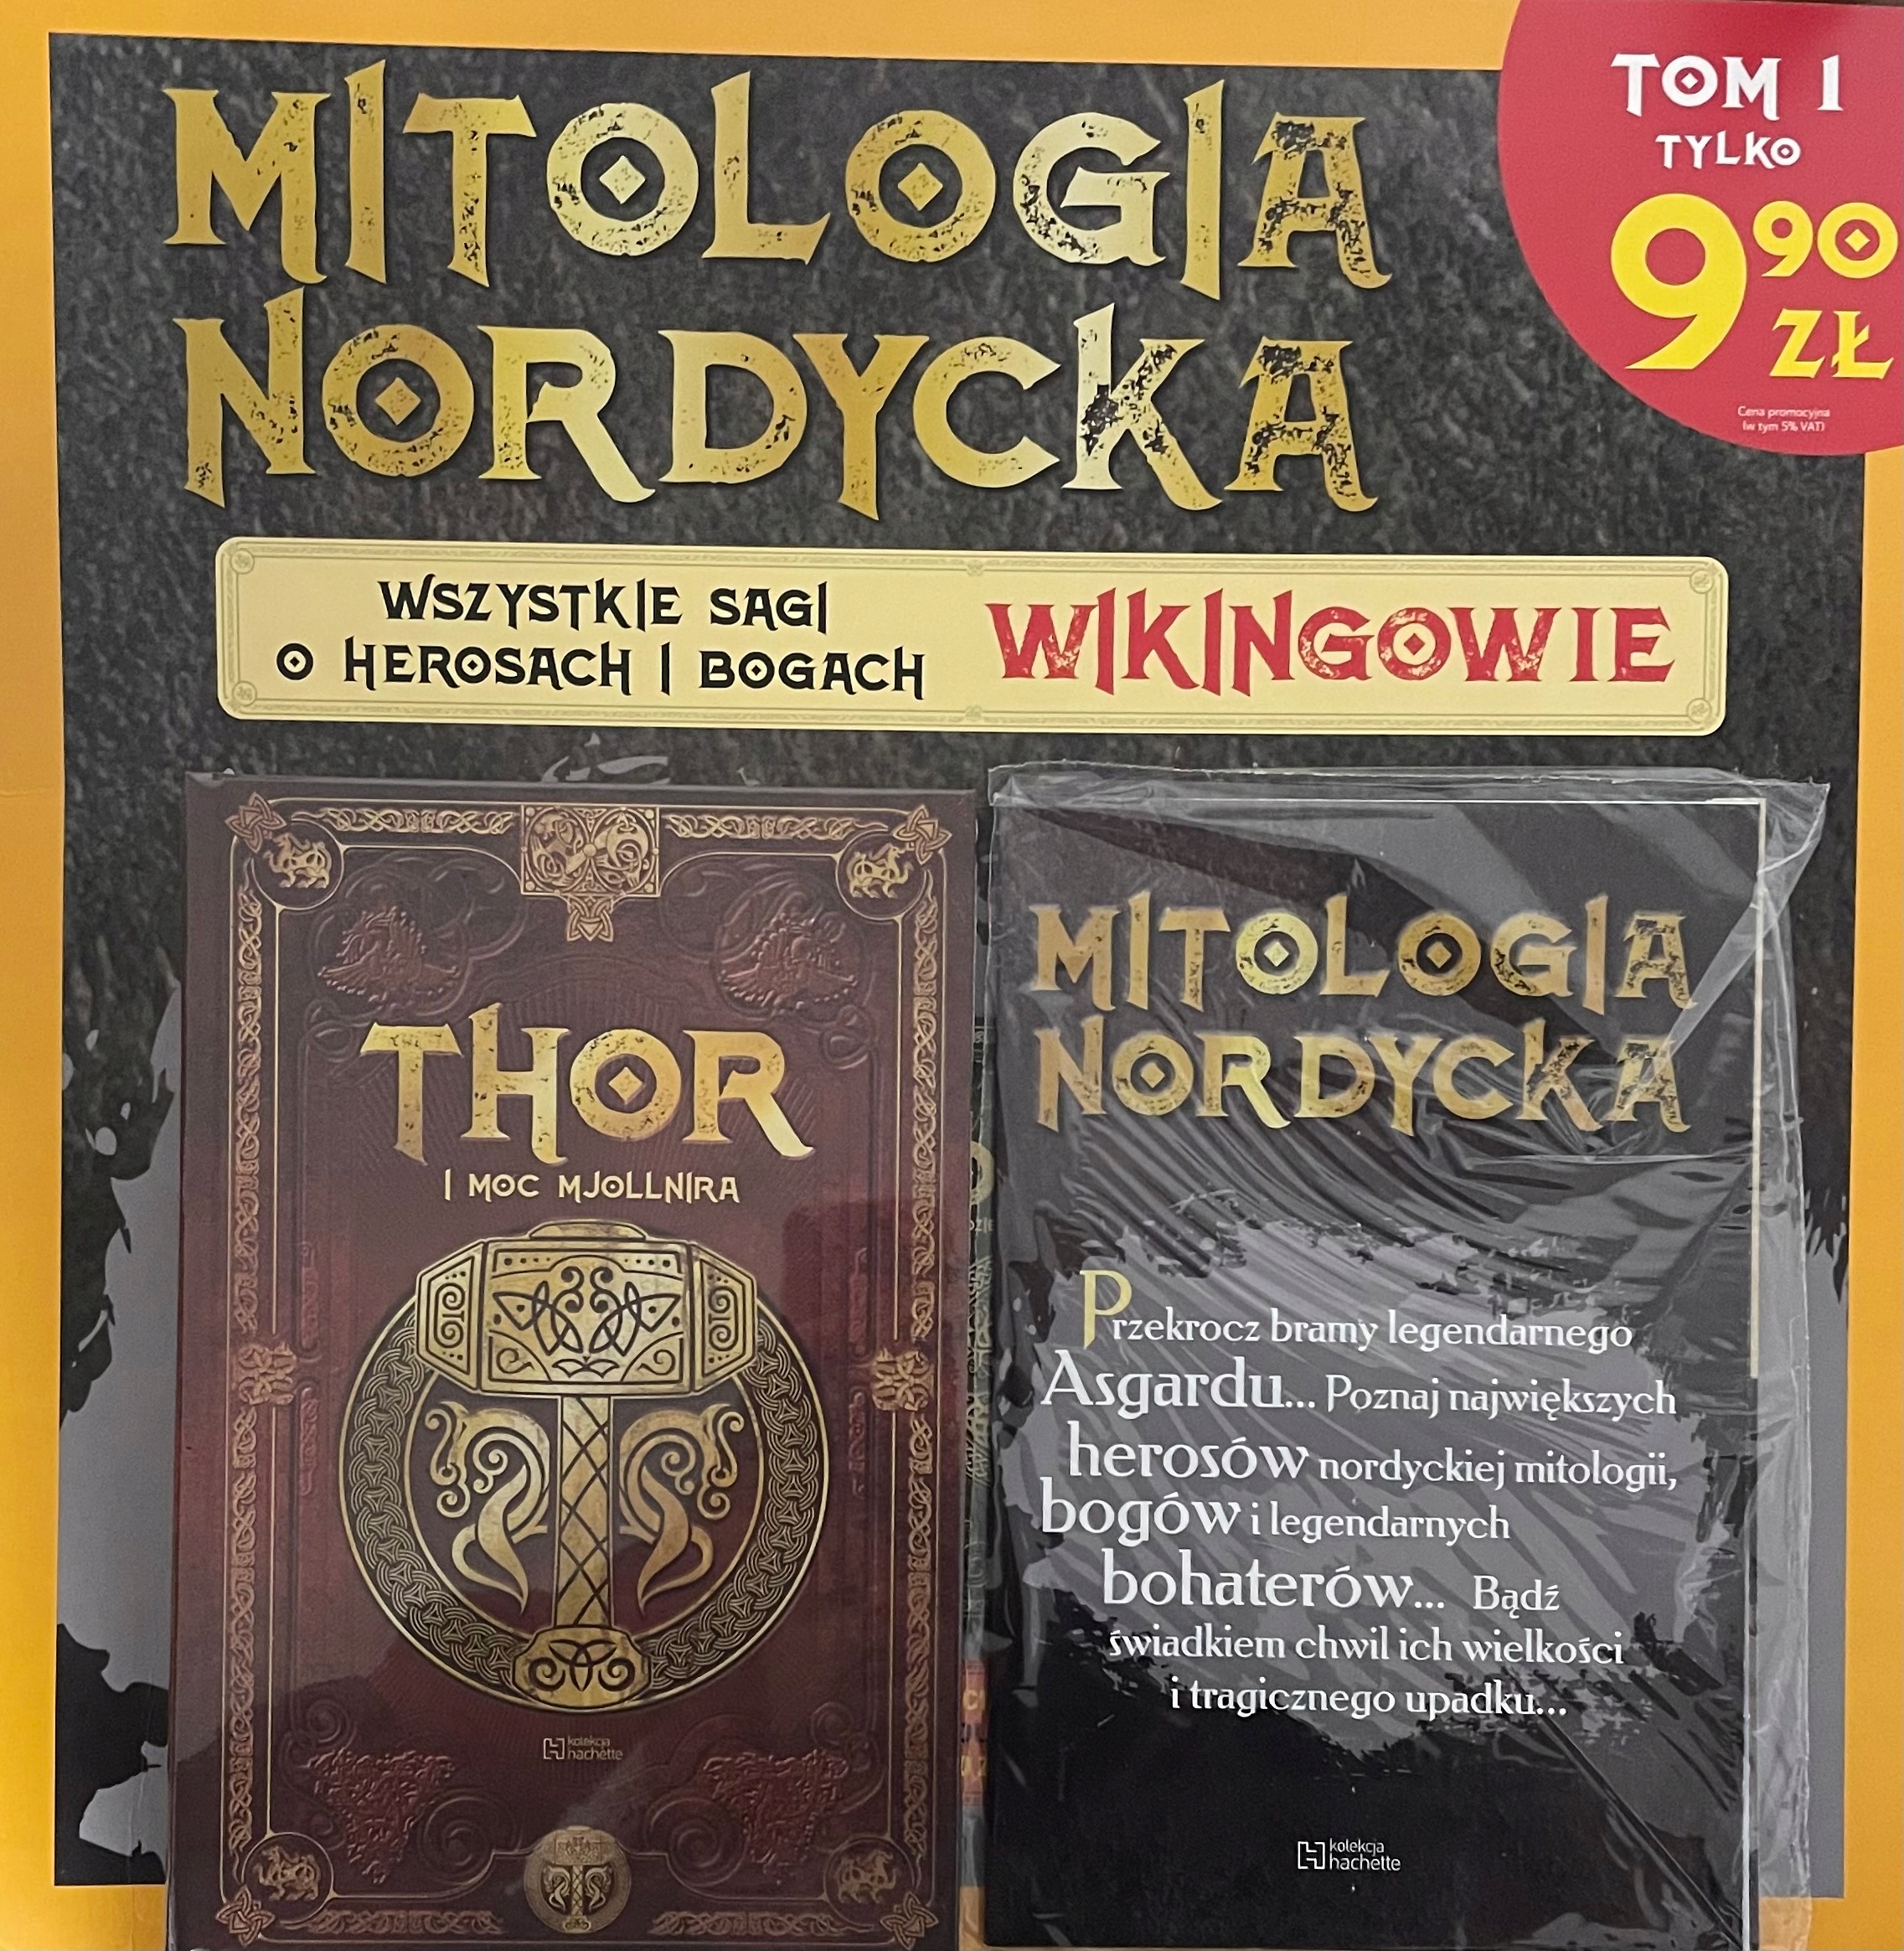 MITOLOGIA
NORDYCKA
TOM 1
TYLKO
9 90
ZŁ
Cena promocyjna
(w tym 5% VAT)
WSZYSTKIE SAGI
O HEROSACH I BOGACH
WIKINGOWIE
THOR
I MOC MJOLLNIRA
kolekcja
hachette
MITOLOGIA
NORDYCKA
Przekrocz bramy legendarnego
Asgardu... Poznaj największych
herosów nordyckiej mitologii,
bogów i legendarnych
bohaterów... Bądź
świadkiem chwil ich wielkości
i tragicznego upadku...
kolekcja
hachette